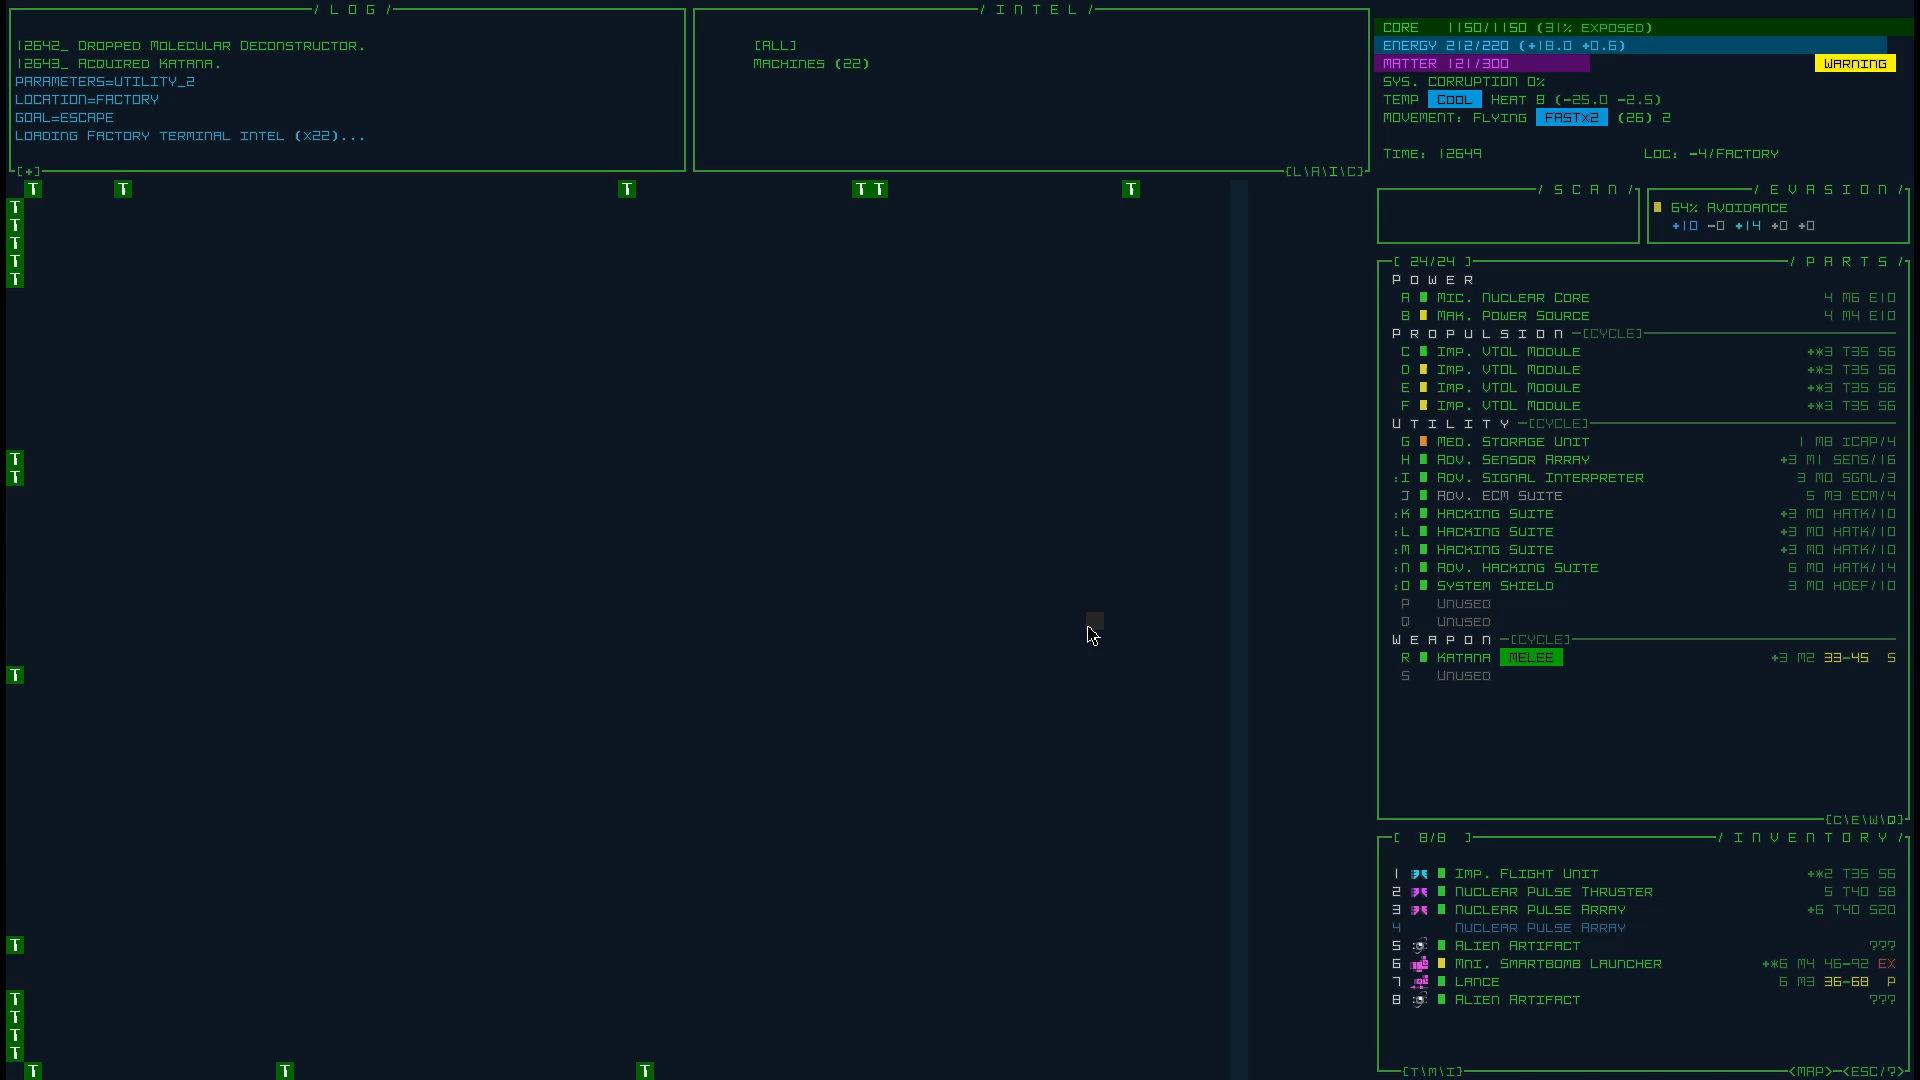 / L O G /
12642_ Dropped Molecular Deconstructor.
12643_ Acquired Katana.
PARAMETERS=UTILITY_2
LOCATION=FACTORY
GOAL=ESCAPE
LOADING FACTORY TERMINAL INTEL (X22)...
[+]
/ I N T E L /
[ALL]
MACHINES (22)
[L\A\I\C]
CORE 1150/1150 (31% EXPOSED)
ENERGY 212/220 (+18.0 +0.6)
MATTER 121/300 WARNING
SYS. CORRUPTION 0%
TEMP COOL HEAT 8 (-25.0 -2.5)
MOVEMENT: FLYING FASTx2 (26) 2
TIME: 12649 LOC: -4/FACTORY
/ S C A N /
/ E V A S I O N /
64% Avoidance
+10 -0 +14 +0 +0
T T T T T T
T
T
T
T
T
T
T
T
T
T
T
T
T
T T T
[ 24/24 ] / P A R T S /
P O W E R
A Mic. Nuclear Core 4 M6 E10
B Mak. Power Source 4 M4 E10
P R O P U L S I O N [CYCLE]
C Imp. VTOL Module +*3 T35 S6
D Imp. VTOL Module +*3 T35 S6
E Imp. VTOL Module +*3 T35 S6
F Imp. VTOL Module +*3 T35 S6
U T I L I T Y [CYCLE]
G Med. Storage Unit 1 M8 ICAP/4
H Adv. Sensor Array +3 M1 SENS/16
:I Adv. Signal Interpreter 3 M0 SGNL/3
J Adv. ECM Suite 5 M3 ECM/4
:K Hacking Suite +3 M0 HATK/10
:L Hacking Suite +3 M0 HATK/10
:M Hacking Suite +3 M0 HATK/10
:N Adv. Hacking Suite 6 M0 HATK/14
:O System Shield 3 M0 HDEF/10
P Unused
Q Unused
W E A P O N [CYCLE]
R Katana MELEE +3 M2 33-45 S
S Unused
[C\E\W\Q]
[ 8/8 ] / I N V E N T O R Y /
1 Imp. Flight Unit +*2 T35 S6
2 Nuclear Pulse Thruster 5 T40 S8
3 Nuclear Pulse Array +6 T40 S20
4 Nuclear Pulse Array
5 Alien Artifact ???
6 Mni. Smartbomb Launcher +*6 M4 46-92 EX
7 Lance 6 M3 36-68 P
8 Alien Artifact ???
[T\M\I] <MAP> <ESC/?>